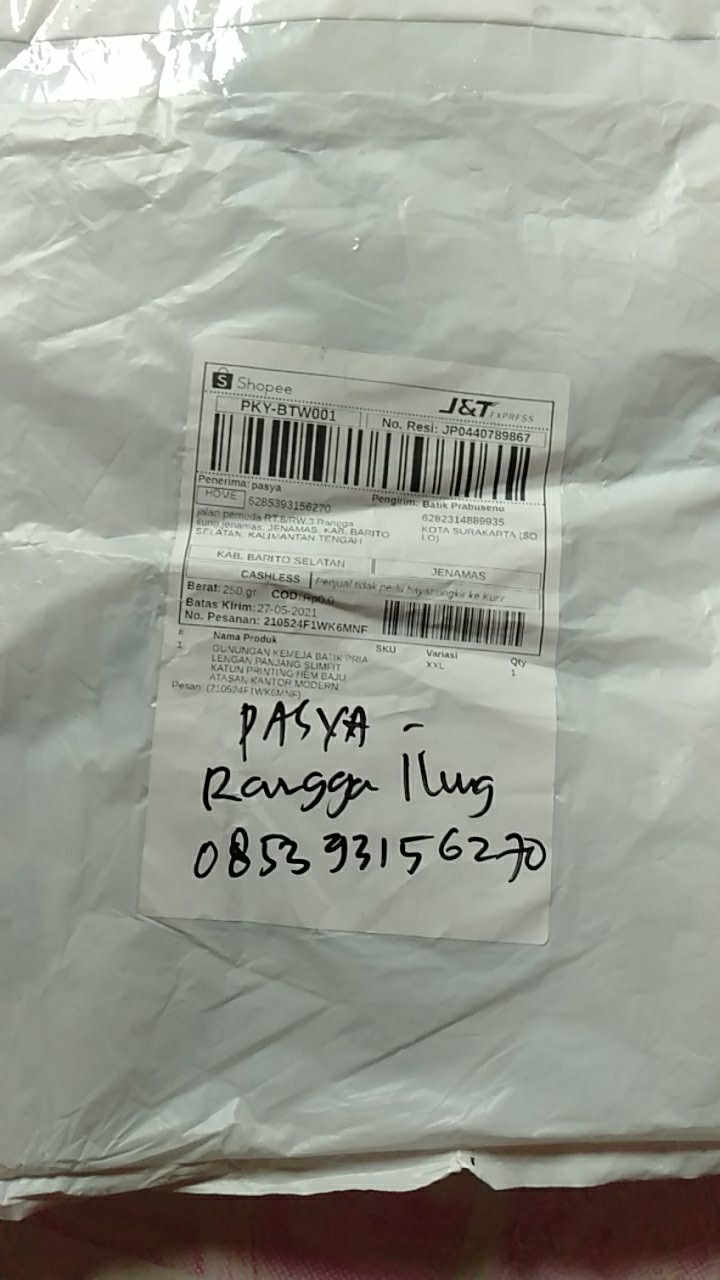 Shopee
J&T EXPRESS
PKY-BTW001
No. Resi: JP0440789867
Penerima: pasya
Pengirim: Batik Prabuseno
HOME
6285393156270
6282314889935
jalan pemoda RT.8/RW.3 Rangga
KOTA SURAKARTA (SO
LO)
ilung jenamas, JENAMAS, KAB. BARITO
SELATAN, KALIMANTAN TENGAH
KAB. BARITO SELATAN
JENAMAS
CASHLESS
Penjual tidak perlu bayar ongkir ke Kurir
Berat: 250 gr
COD: Rp0.0
Batas Kirim: 27-05-2021
No. Pesanan: 210524F1WK6MNF
# Nama Produk SKU Variasi Qty
1 GUNUNGAN KEMEJA BATIK PRIA XXL 1
LENGAN PANJANG SLIMFIT
KATUN PRINTING HEM BAJU
ATASAN KANTOR MODERN
Pesan: (210524F1WK6MNF)
PASYA -
Rangga Ilung
085393156270